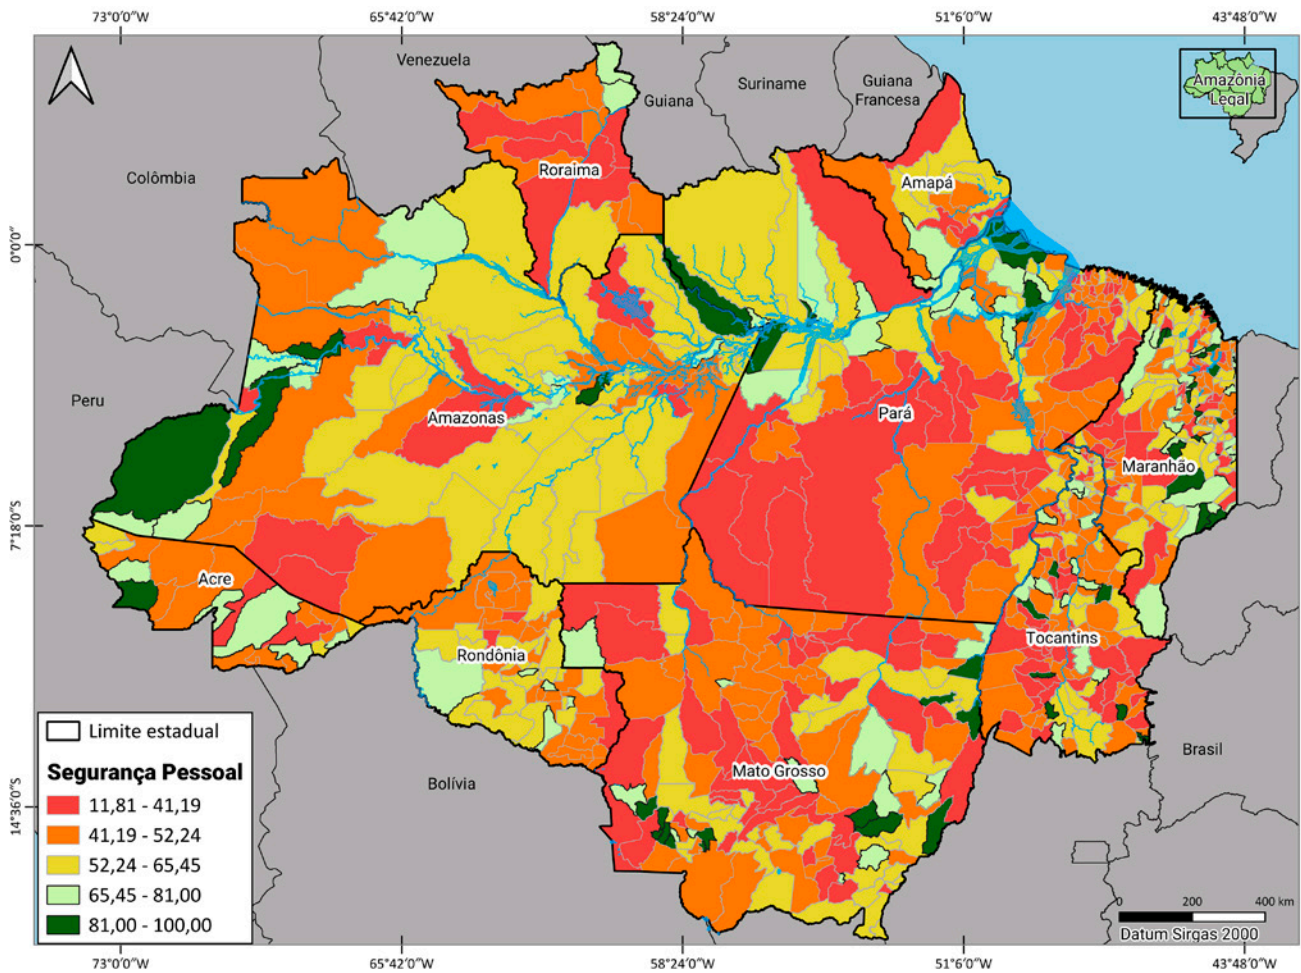 73°0'0"W
65°42'0"W
58°24'0"W
51°6'0"W
43°48'0"W
Venezuela
Guiana
Suriname
Guiana
Francesa
Amazônia
Legal
Colômbia
Roraima
Amapá
0°0'0"
Peru
Amazonas
Pará
Maranhão
7°18'0"S
Acre
Rondônia
Tocantins
Limite estadual
Segurança Pessoal
11,81 - 41,19
41,19 - 52,24
52,24 - 65,45
65,45 - 81,00
81,00 - 100,00
Bolívia
Mato Grosso
Brasil
14°36'0"S
0 200 400 km
Datum Sirgas 2000
73°0'0"W
65°42'0"W
58°24'0"W
51°6'0"W
43°48'0"W